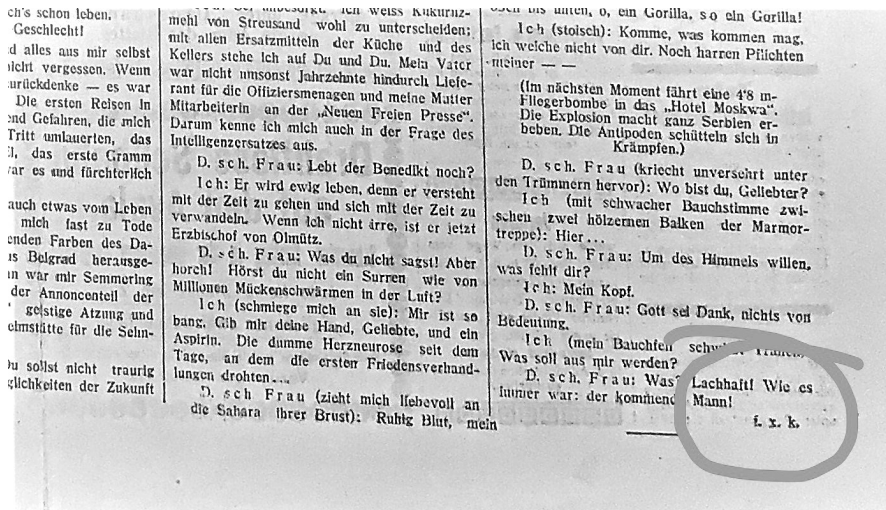 ch's schon leben.
Geschlecht!
d alles aus mir selbst
nicht vergessen. Wenn
zurückdenke — es war
Die ersten Reisen in
end Gefahren, die mich
Tritt umlauerten, das
l, das erste Gramm
ar es und fürchterlich
auch etwas vom Leben
mich fast zu Tode
enden Farben des Da-
s Belgrad herausge-
n war mir Semmering
der Annoncenteil der
geistige Atzung und
elmstätte für die Sehn-
Du sollst nicht traurig
glichkeiten der Zukunft
ich weiss Kukurnz-
mehl von Streusand wohl zu unterscheiden;
mit allen Ersatzmitteln der Küche und des
Kellers stehe ich auf Du und Du. Mein Vater
war nicht umsonst Jahrzehnte hindurch Liefe-
rant für die Offiziersmenagen und meine Mutter
Mitarbeiterin an der „Neuen Freien Presse“.
Darum kenne ich mich auch in der Frage des
Intelligenzersatzes aus.
D. sch. Frau: Lebt der Benedikt noch?
Ich: Er wird ewig leben, denn er versteht
mit der Zeit zu gehen und sich mit der Zeit zu
verwandeln. Wenn ich nicht irre, ist er jetzt
Erzbischof von Olmütz.
D. sch. Frau: Was du nicht sagst! Aber
horch! Hörst du nicht ein Surren wie von
Millionen Mückenschwärmen in der Luft?
Ich (schmiege mich an sie): Mir ist so
bang. Gib mir deine Hand, Geliebte, und ein
Aspirin. Die dumme Herzneurose seit dem
Tage, an dem die ersten Friedensverhand-
lungen drohten...
D. sch Frau (zieht mich liebevoll an
die Sahara ihrer Brust): Ruhig Blut, mein
bis unten, o, ein Gorilla, so ein Gorilla!
Ich (stoisch): Komme, was kommen mag,
ich weiche nicht von dir. Noch harren Pflichten
meiner — —
(Im nächsten Moment fährt eine 4'8 m-
Fliegerbombe in das „Hotel Moskwa“.
Die Explosion macht ganz Serbien er-
beben. Die Antipoden schütteln sich in
Krämpfen.)
D. sch. Frau (kriecht unversehrt unter
den Trümmern hervor): Wo bist du, Geliebter?
Ich (mit schwacher Bauchstimme zwi-
schen zwei hölzernen Balken der Marmor-
treppe): Hier...
D. sch. Frau: Um des Himmels willen,
was fehlt dir?
Ich: Mein Kopf.
D. sch. Frau: Gott sei Dank, nichts von
Bedeutung.
Ich (mein Bauchfell
Was soll aus mir werden?
D. sch. Frau: Was? Lachhaft! Wie es
immer war: der kommende Mann!
f. x. k.